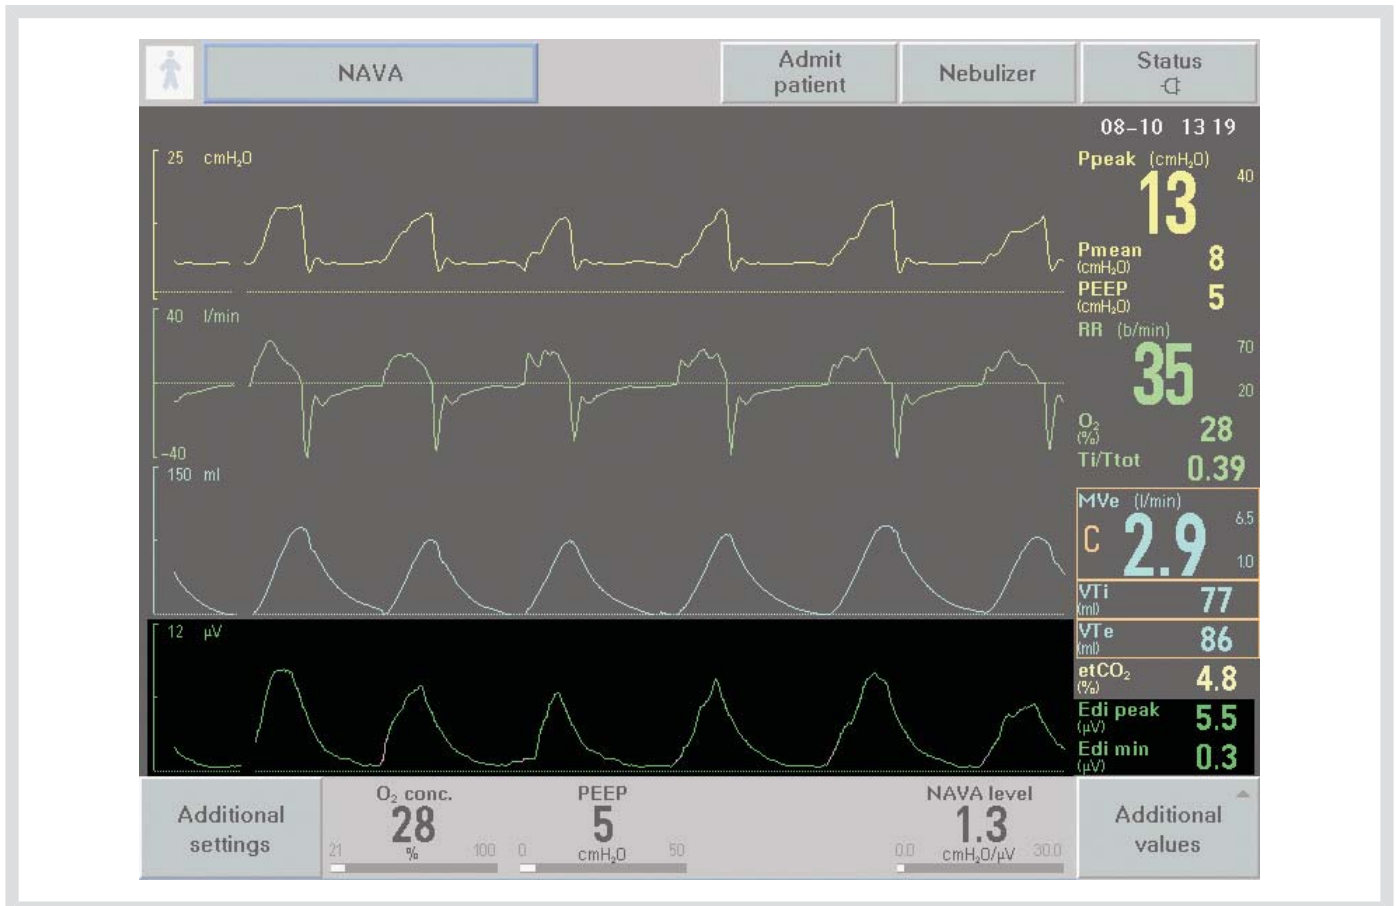 NAVA
Admit
patient
Nebulizer
Status
08-10 13 19
25 cmH₂O
Ppeak (cmH₂O)
13
40
Pmean
(cmH₂O)
8
PEEP
(cmH₂O)
5
40 l/min
-40
RR (b/min)
35
70
20
O₂
(%)
28
Ti/Ttot
0.39
150 ml
MVe (l/min)
C 2.9
6.5
1.0
VTi
(ml)
77
VTe
(ml)
86
etCO₂
(%)
4.8
12 µV
Edi peak
(µV)
5.5
Edi min
(µV)
0.3
Additional
settings
O₂ conc.
28
21 % 100
PEEP
5
0 cmH₂O 50
NAVA level
1.3
0.0 cmH₂O/µV 30.0
Additional
values